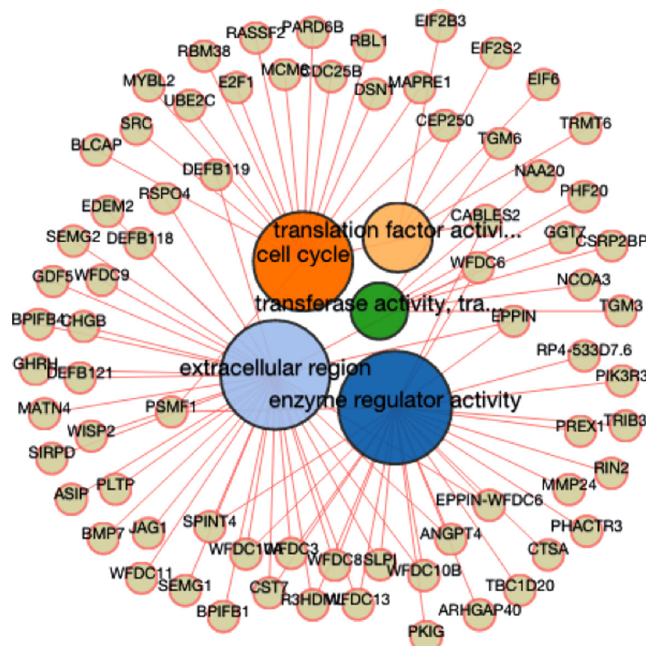 EIF2B3
PARD6B
RASSF2
RBL1
RBM38
EIF2S2
MCM8
CDC25B
MYBL2
E2F1
DSN1
MAPRE1
EIF6
UBE2C
SRC
CEP250
TRMT6
BLCAP
TGM6
DEFB119
NAA20
RSPO4
PHF20
EDEM2
CABLES2
translation factor activi...
SEMG2
DEFB118
GGT7
CSRP2BP
cell cycle
WFDC6
GDF5
WFDC9
NCOA3
transferase activity, tra...
TGM3
BPIFB4
CHGB
EPPIN
RP4-533D7.6
GHRH
DEFB121
extracellular region
PIK3R3
enzyme regulator activity
MATN4
PSMF1
WISP2
PREX1
TRIB3
SIRPD
RIN2
ASIP
PLTP
EPPIN-WFDC6
MMP24
BMP7
JAG1
SPINT4
ANGPT4
PHACTR3
WFDC10A
WFDC3
WFDC8
SLPI
CTSA
WFDC11
SEMG1
CST7
WFDC10B
TBC1D20
BPIFB1
R3HDML
WFDC13
ARHGAP40
PKIG